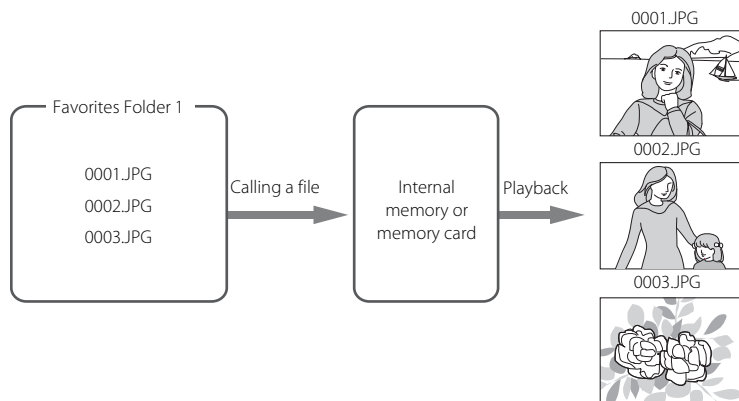 0001.JPG
Favorites Folder 1
0001.JPG
0002.JPG
0003.JPG
Calling a file
Internal
memory or
memory card
Playback
0002.JPG
0003.JPG